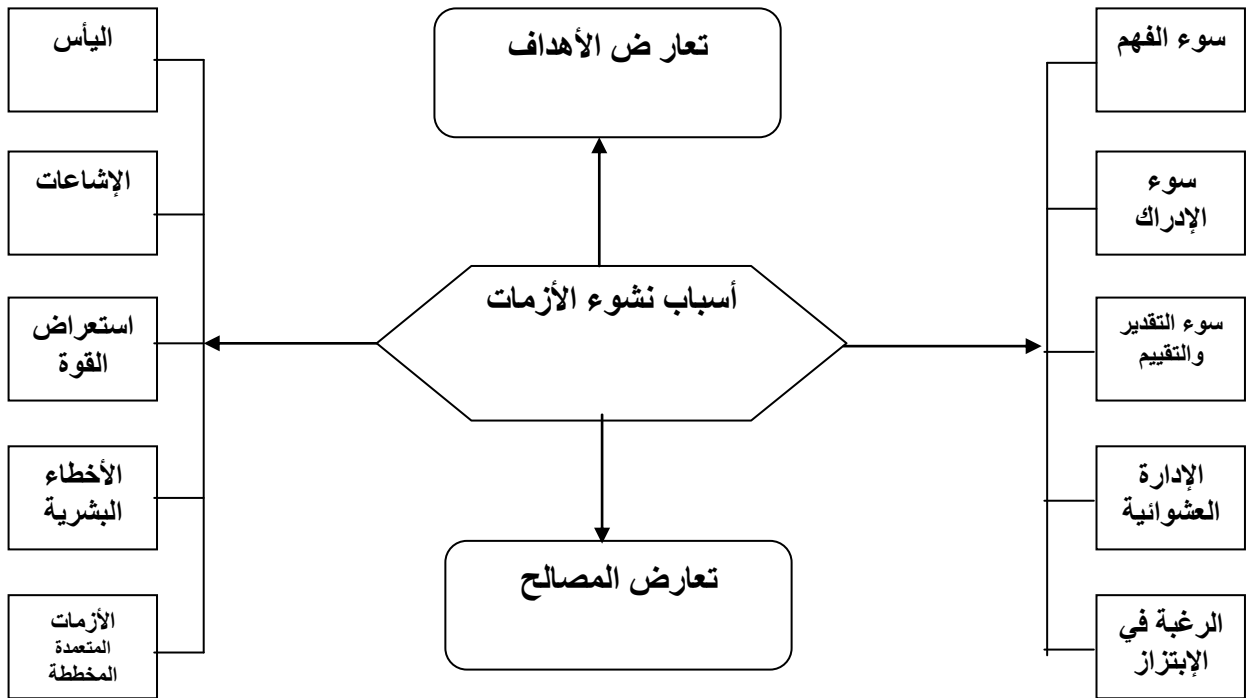 سوء الفهم
سوء
الإدراك
سوء التقدير
والتقييم
الإدارة
العشوائية
الرغبة في
الإبتزاز
تعار ض الأهداف
أسباب نشوء الأزمات
تعارض المصالح
اليأس
الإشاعات
استعراض
القوة
الأخطاء
البشرية
الأزمات
المتعمدة
المخططة